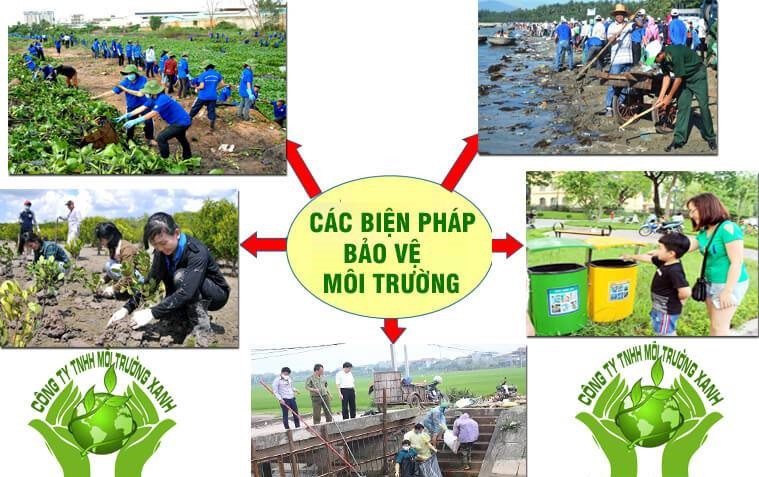 CÁC BIỆN PHÁP
BẢO VỆ
MÔI TRƯỜNG
CÔNG TY TNHH MÔI TRƯỜNG XANH
CÔNG TY TNHH MÔI TRƯỜNG XANH